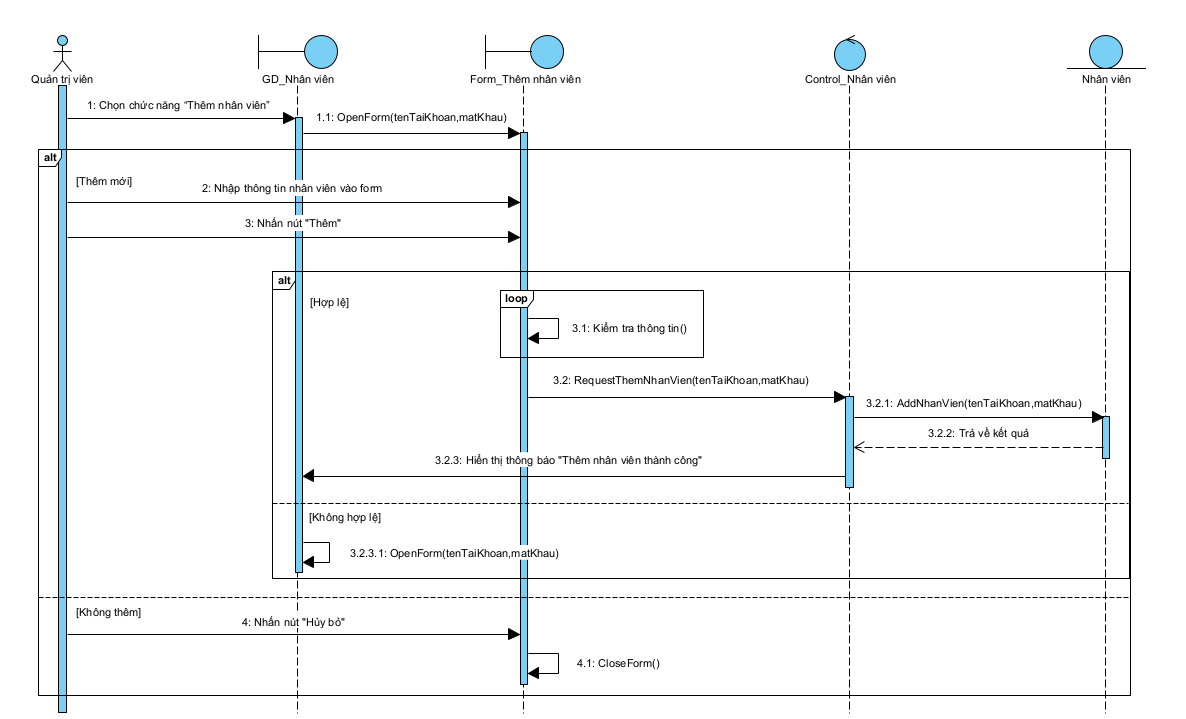 Quản trị viên
GD_Nhân viên
Form_Thêm nhân viên
Control_Nhân viên
Nhân viên
1: Chọn chức năng “Thêm nhân viên”
1.1: OpenForm(tenTaiKhoan,matKhau)
alt
[Thêm mới]
2: Nhập thông tin nhân viên vào form
3: Nhấn nút "Thêm"
alt
[Hợp lệ]
loop
3.1: Kiểm tra thông tin()
3.2: RequestThemNhanVien(tenTaiKhoan,matKhau)
3.2.1: AddNhanVien(tenTaiKhoan,matKhau)
3.2.2: Trả về kết quả
3.2.3: Hiển thị thông báo "Thêm nhân viên thành công"
[Không hợp lệ]
3.2.3.1: OpenForm(tenTaiKhoan,matKhau)
[Không thêm]
4: Nhấn nút "Hủy bỏ"
4.1: CloseForm()